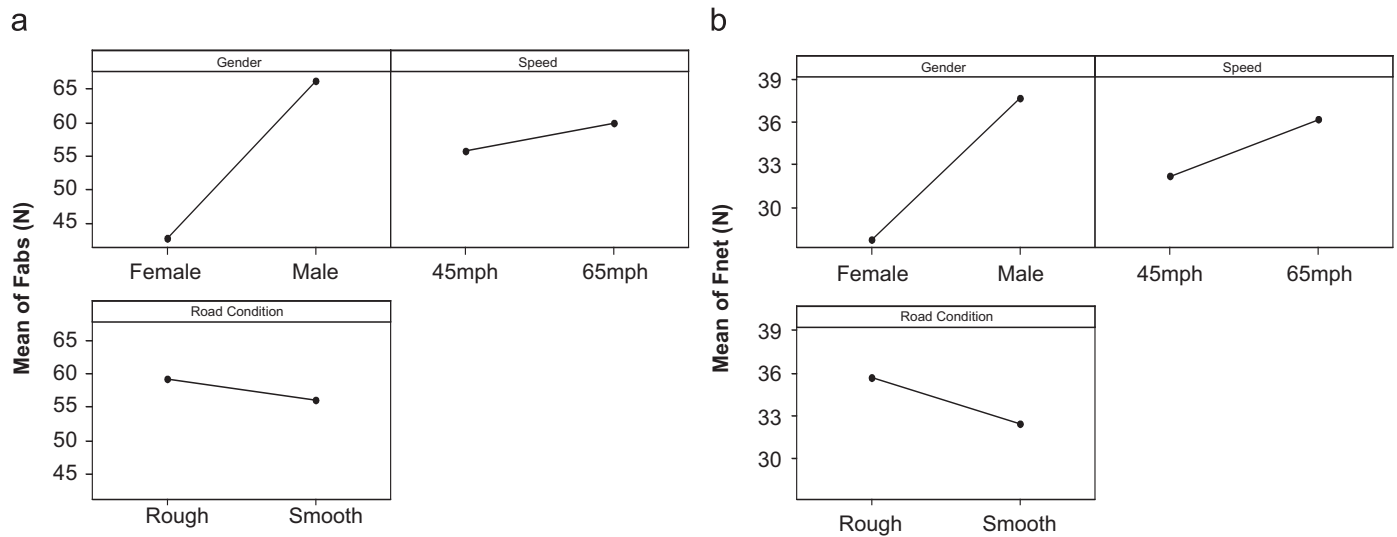 a
Gender
Speed
65
60
55
50
45
Female
Male
45mph
65mph
Road Condition
65
60
55
50
45
Rough
Smooth
Mean of Fabs (N)
b
Gender
Speed
39
36
33
30
Female
Male
45mph
65mph
Road Condition
39
36
33
30
Rough
Smooth
Mean of Fnet (N)